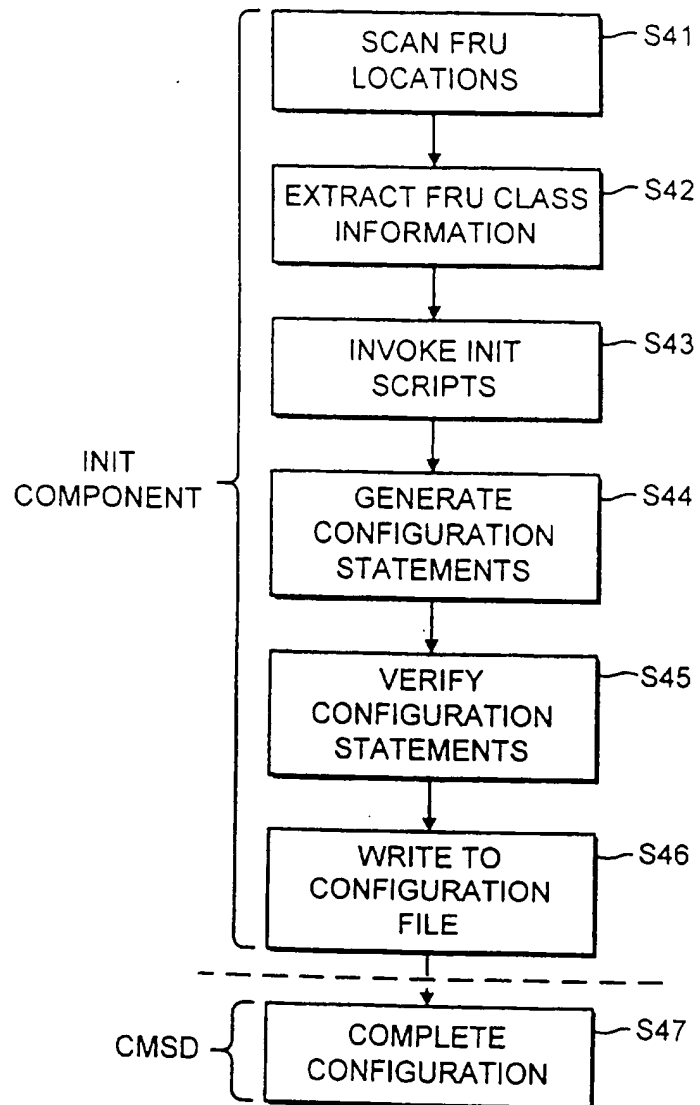 SCAN FRU
LOCATIONS
S41
EXTRACT FRU CLASS
INFORMATION
S42
INVOKE INIT
SCRIPTS
S43
INIT
COMPONENT
GENERATE
CONFIGURATION
STATEMENTS
S44
VERIFY
CONFIGURATION
STATEMENTS
S45
WRITE TO
CONFIGURATION
FILE
S46
CMSD
COMPLETE
CONFIGURATION
S47